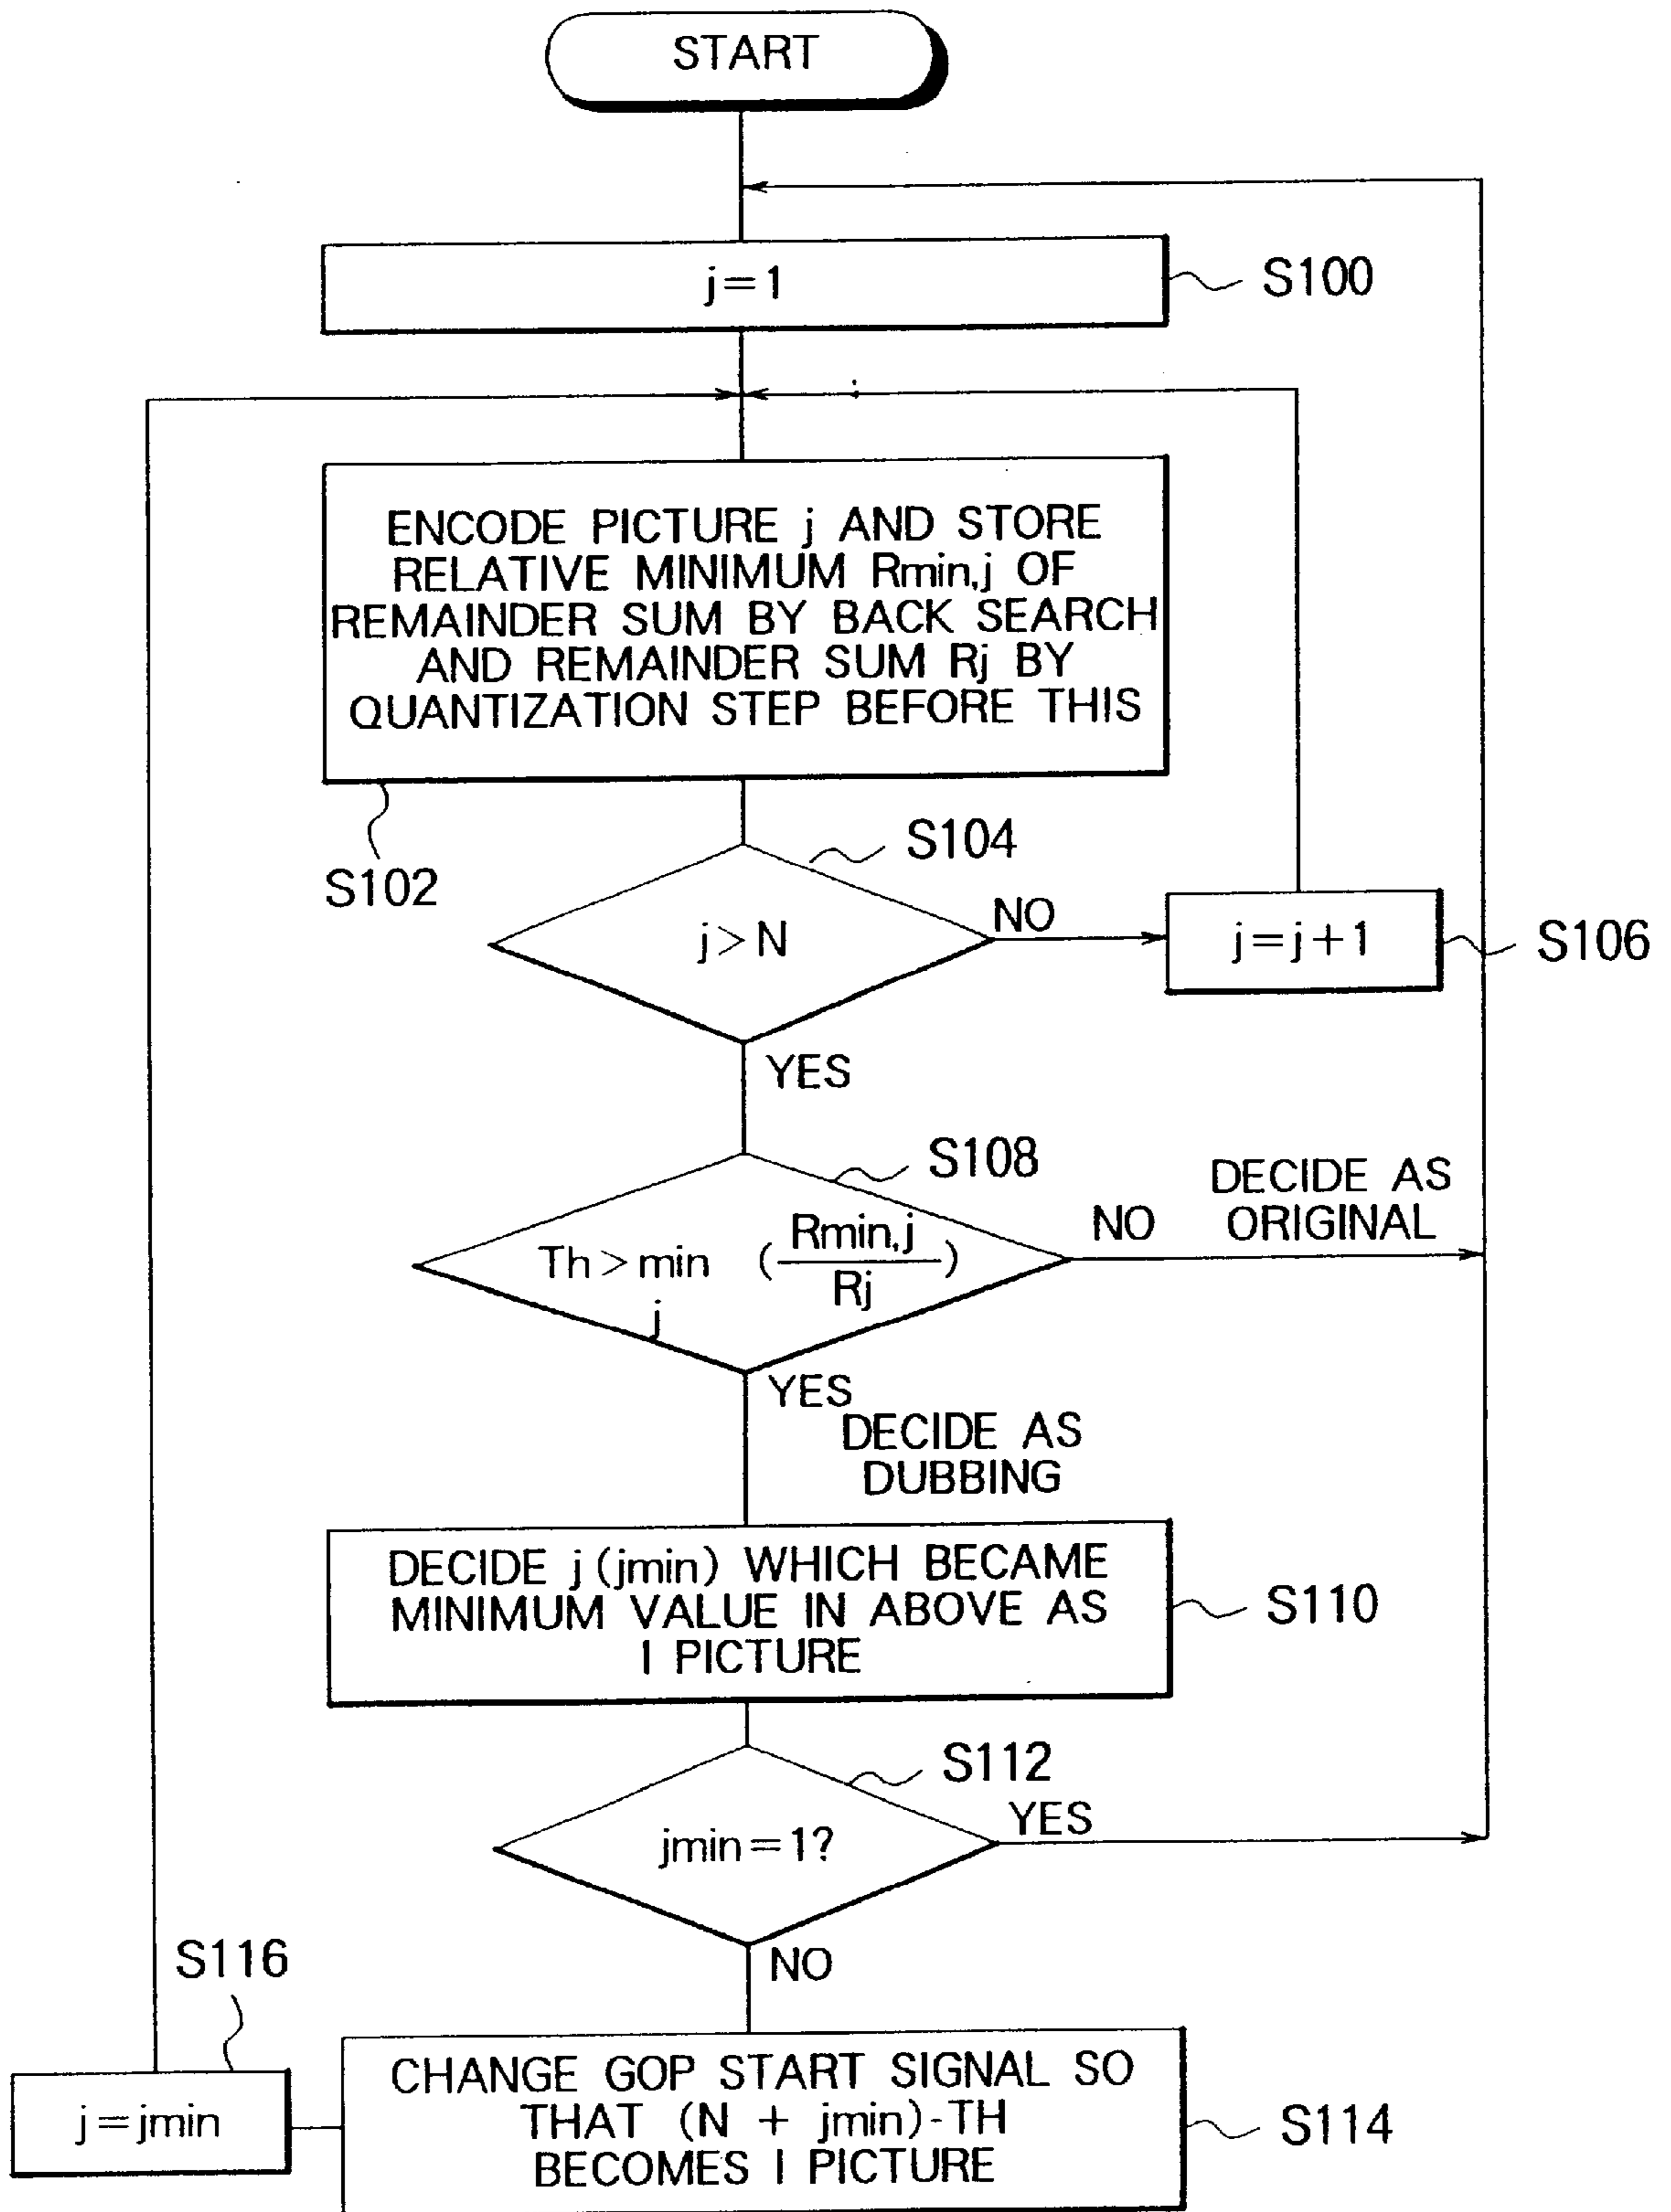 START
j=1
S100
ENCODE PICTURE j AND STORE
RELATIVE MINIMUM Rmin,j OF
REMAINDER SUM BY BACK SEARCH
AND REMAINDER SUM Rj BY
QUANTIZATION STEP BEFORE THIS
S102
S104
j>N
NO
j=j+1
S106
YES
S108
Th>min (Rmin,j
Rj)
j
NO
DECIDE AS
ORIGINAL
YES
DECIDE AS
DUBBING
DECIDE j(jmin) WHICH BECAME
MINIMUM VALUE IN ABOVE AS
I PICTURE
S110
S112
jmin=1?
YES
NO
S116
j=jmin
CHANGE GOP START SIGNAL SO
THAT (N + jmin)-TH
BECOMES I PICTURE
S114